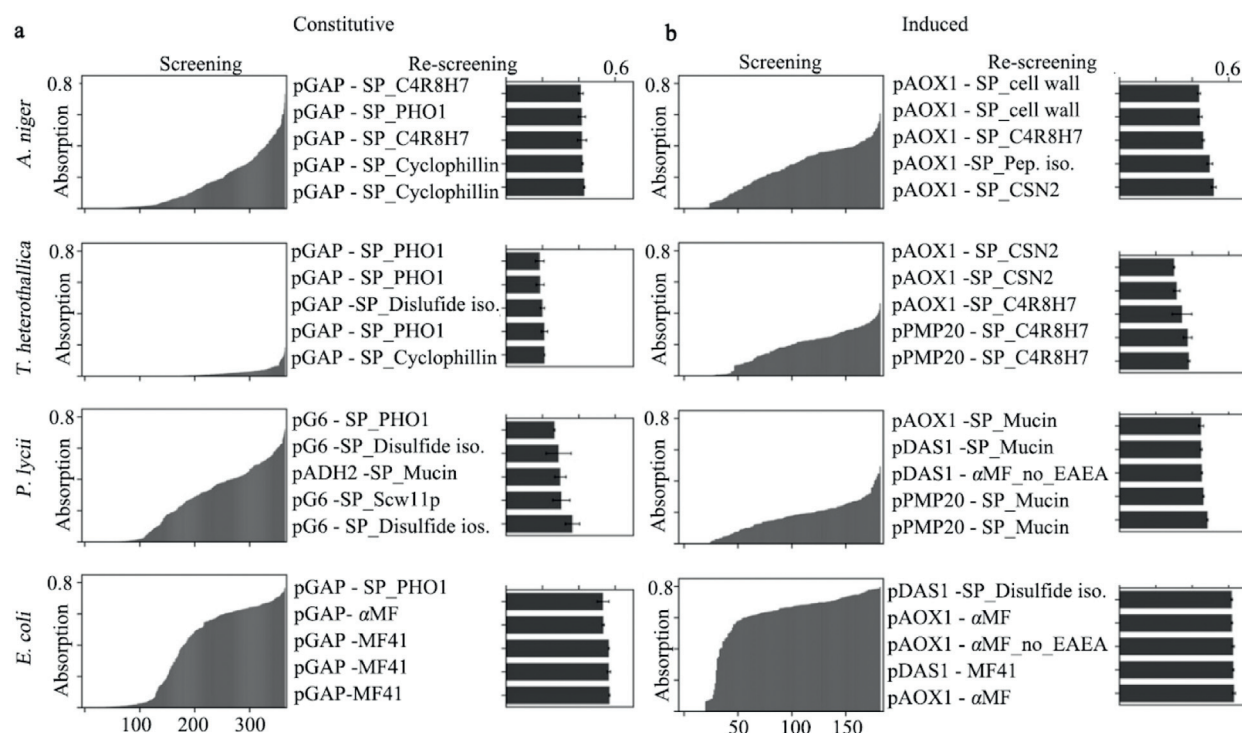 a
Constitutive
b
Induced
Screening
Re-screening
0.6
Screening
Re-screening
0.6
A. niger
Absorption
0.8
pGAP - SP_C4R8H7
pGAP - SP_PHO1
pGAP - SP_C4R8H7
pGAP - SP_Cyclophillin
pGAP - SP_Cyclophillin
pAOX1 - SP_cell wall
pAOX1 - SP_cell wall
pAOX1 - SP_C4R8H7
pAOX1 -SP_Pep. iso.
pAOX1 - SP_CSN2
Absorption
0.8
T. heterothallica
Absorption
0.8
pGAP - SP_PHO1
pGAP - SP_PHO1
pGAP -SP_Dislufide iso.
pGAP - SP_PHO1
pGAP - SP_Cyclophillin
Absorption
0.8
pAOX1 - SP_CSN2
pAOX1 -SP_CSN2
pAOX1 - SP_C4R8H7
pPMP20 - SP_C4R8H7
pPMP20 - SP_C4R8H7
P. lycii
Absorption
0.8
pG6 - SP_PHO1
pG6 -SP_Disulfide iso.
pADH2 -SP_Mucin
pG6 -SP_Scw11p
pG6 - SP_Disulfide ios.
Absorption
0.8
pAOX1 -SP_Mucin
pDAS1 -SP_Mucin
pDAS1 - αMF_no_EAEA
pPMP20 - SP_Mucin
pPMP20 - SP_Mucin
E. coli
Absorption
0.8
pGAP - SP_PHO1
pGAP- αMF
pGAP -MF41
pGAP -MF41
pGAP-MF41
Absorption
0.8
pDAS1 -SP_Disulfide iso.
pAOX1 - αMF
pAOX1 - αMF_no_EAEA
pDAS1 - MF41
pAOX1 - αMF
100 200 300
50 100 150